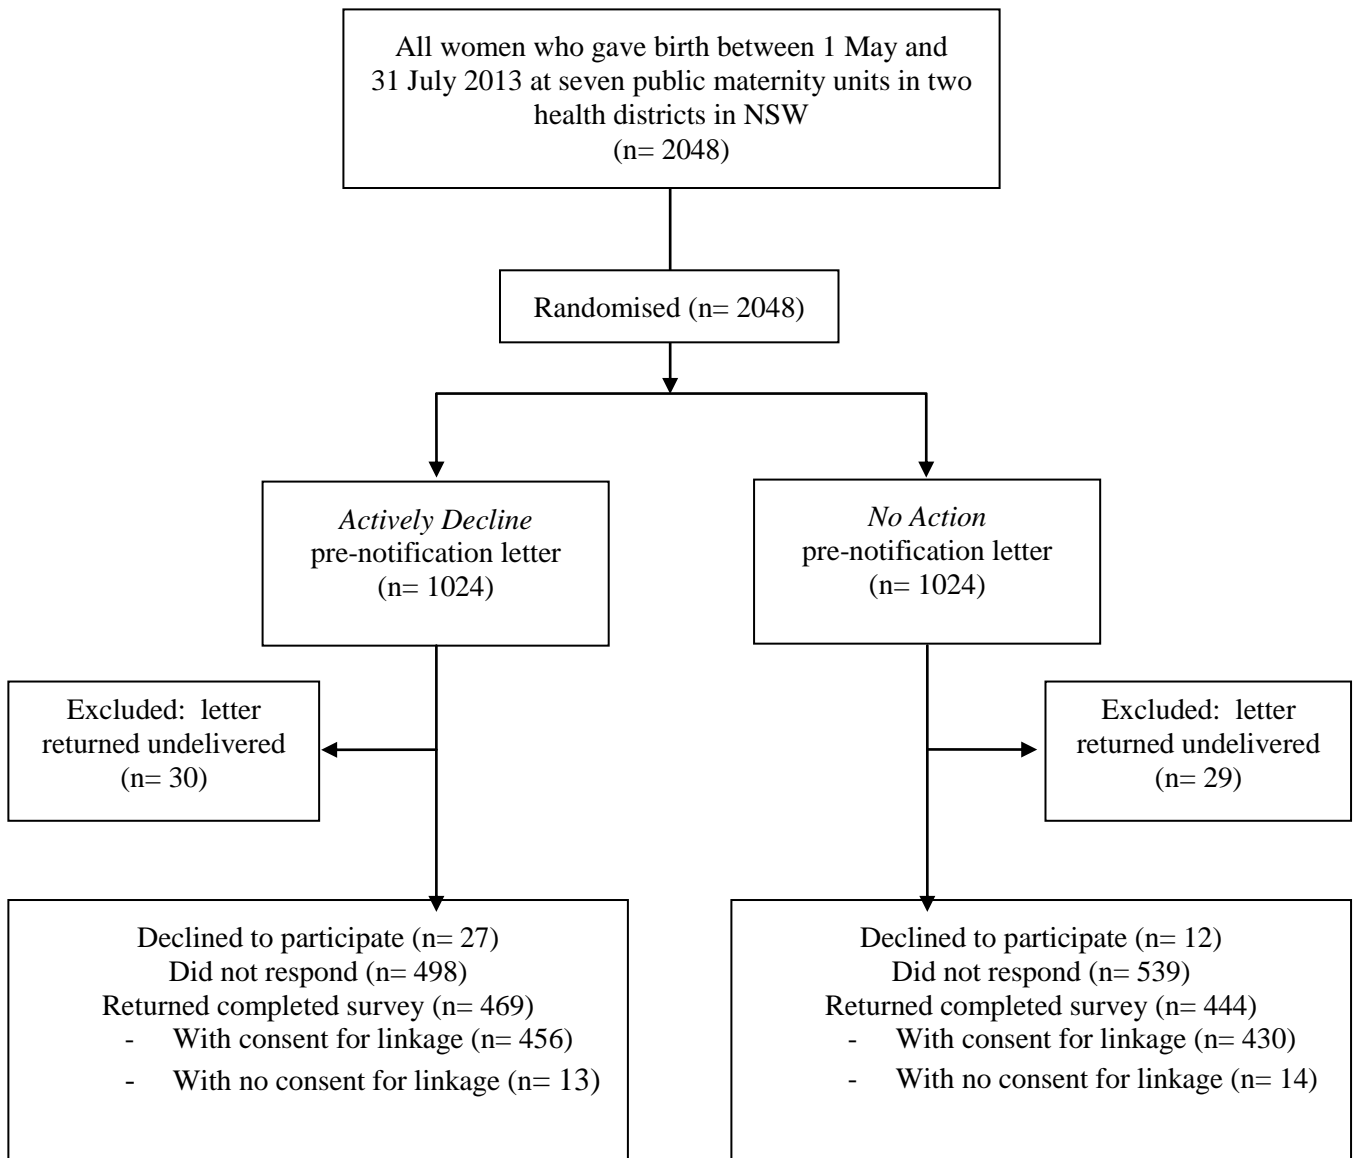 All women who gave birth between 1 May and
31 July 2013 at seven public maternity units in two
health districts in NSW
(n= 2048)
Randomised (n= 2048)
Actively Decline
pre-notification letter
(n= 1024)
No Action
pre-notification letter
(n= 1024)
Excluded:  letter
returned undelivered
(n= 30)
Excluded:  letter
returned undelivered
(n= 29)
Declined to participate (n= 27)
Did not respond (n= 498)
Returned completed survey (n= 469)
- With consent for linkage (n= 456)
- With no consent for linkage (n= 13)
Declined to participate (n= 12)
Did not respond (n= 539)
Returned completed survey (n= 444)
- With consent for linkage (n= 430)
- With no consent for linkage (n= 14)